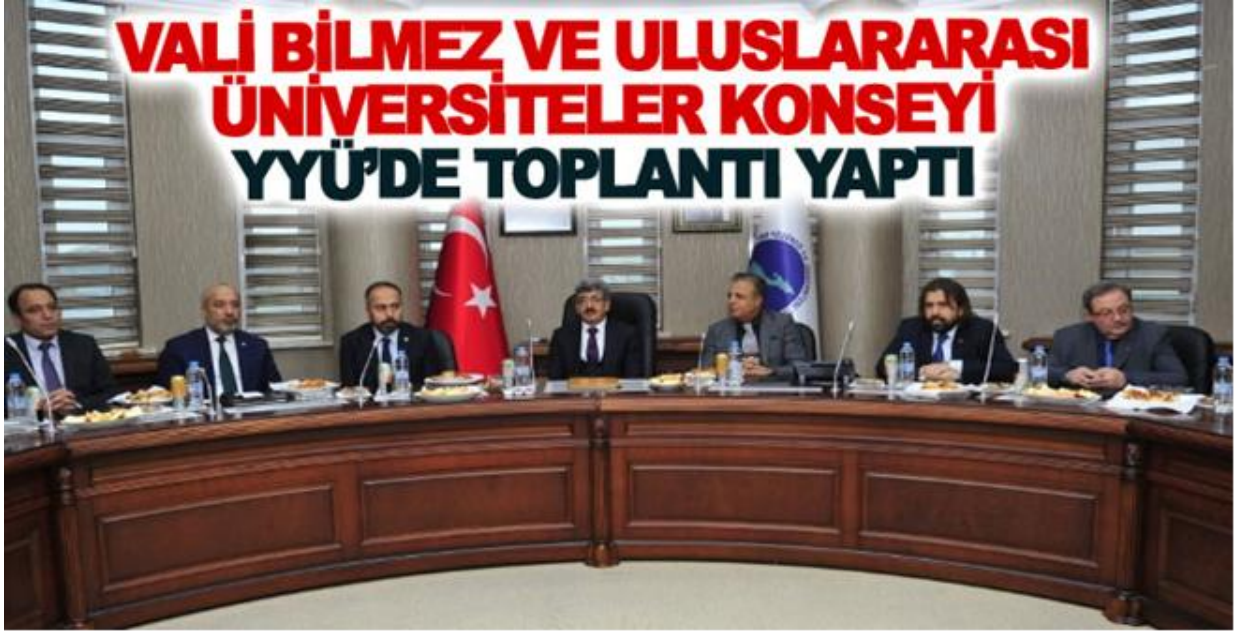 VALİ BİLMEZ VE ULUSLARARASI
ÜNİVERSİTELER KONSEYİ
YYÜ'DE TOPLANTI YAPTI